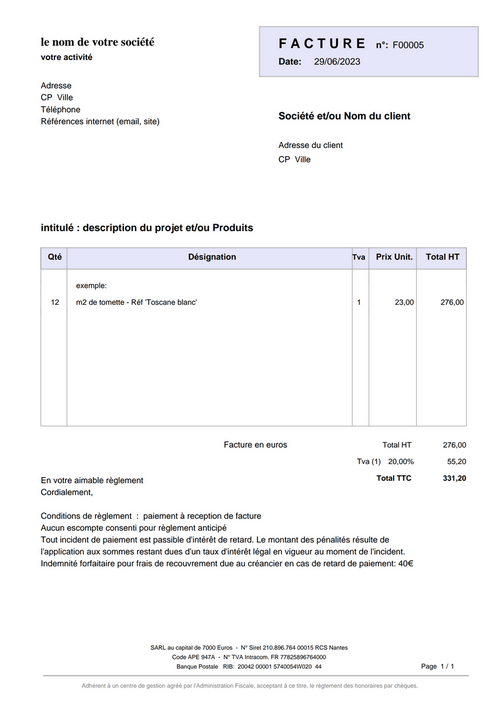 le nom de votre société
votre activité
FACTURE n°: F00005
Date: 29/06/2023
Adresse
CP Ville
Téléphone
Références internet (email, site)
Société et/ou Nom du client
Adresse du client
CP Ville
intitulé : description du projet et/ou Produits
Qté Désignation Tva Prix Unit. Total HT
exemple:
12 m2 de tomette - Réf 'Toscane blanc' 1 23,00 276,00
Facture en euros Total HT 276,00
Tva (1) 20,00% 55,20
Total TTC 331,20
En votre aimable règlement
Cordialement,
Conditions de règlement : paiement à reception de facture
Aucun escompte consenti pour règlement anticipé
Tout incident de paiement est passible d'intérêt de retard. Le montant des pénalités résulte de
l'application aux sommes restant dues d'un taux d'intérêt légal en vigueur au moment de l'incident.
Indemnité forfaitaire pour frais de recouvrement due au créancier en cas de retard de paiement: 40€
SARL au capital de 7000 Euros - N° Siret 210.896.764 00015 RCS Nantes
Code APE 947A - N° TVA Intracom. FR 77825896764000
Banque Postale RIB: 20042 00001 5740054W020 44
Page 1 / 1
Adhérent à un centre de gestion agréé par l'Administration Fiscale, acceptant à ce titre, le règlement des honoraires par chèques.